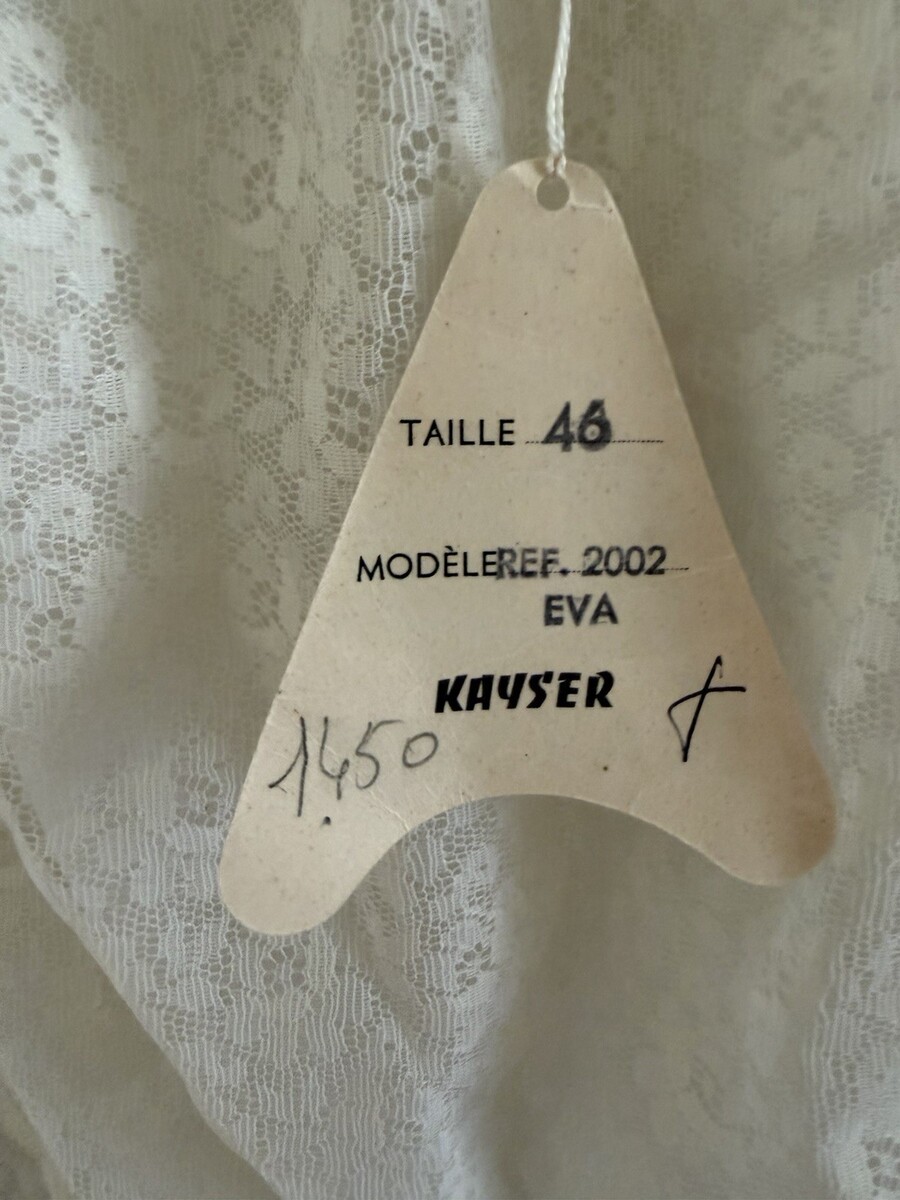 TAILLE 46
MODÈLE REF. 2002
EVA
KAYSER
1450